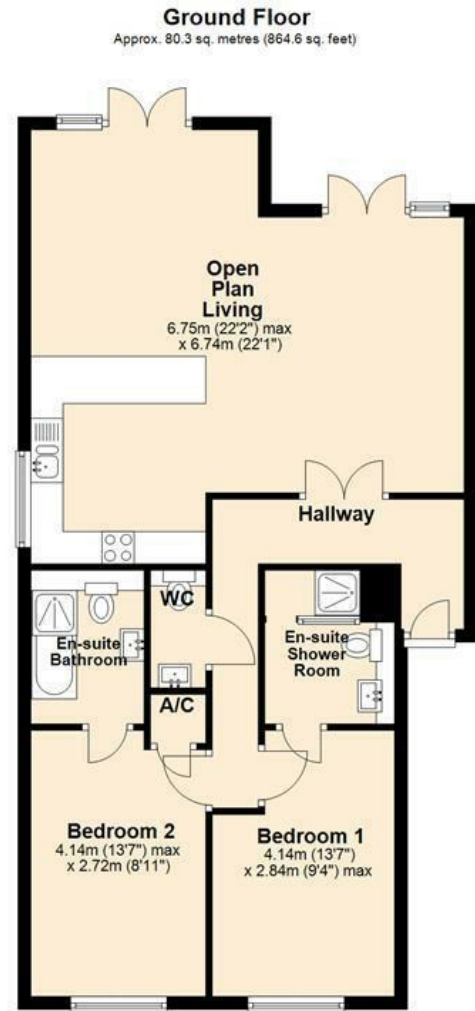 Ground Floor
Approx. 80.3 sq. metres (864.6 sq. feet)
Open
Plan
Living
6.75m (22'2") max
x 6.74m (22'1")
Hallway
WC
En-suite
Bathroom
En-suite
Shower
Room
A/C
Bedroom 2
4.14m (13'7") max
x 2.72m (8'11")
Bedroom 1
4.14m (13'7")
x 2.84m (9'4") max